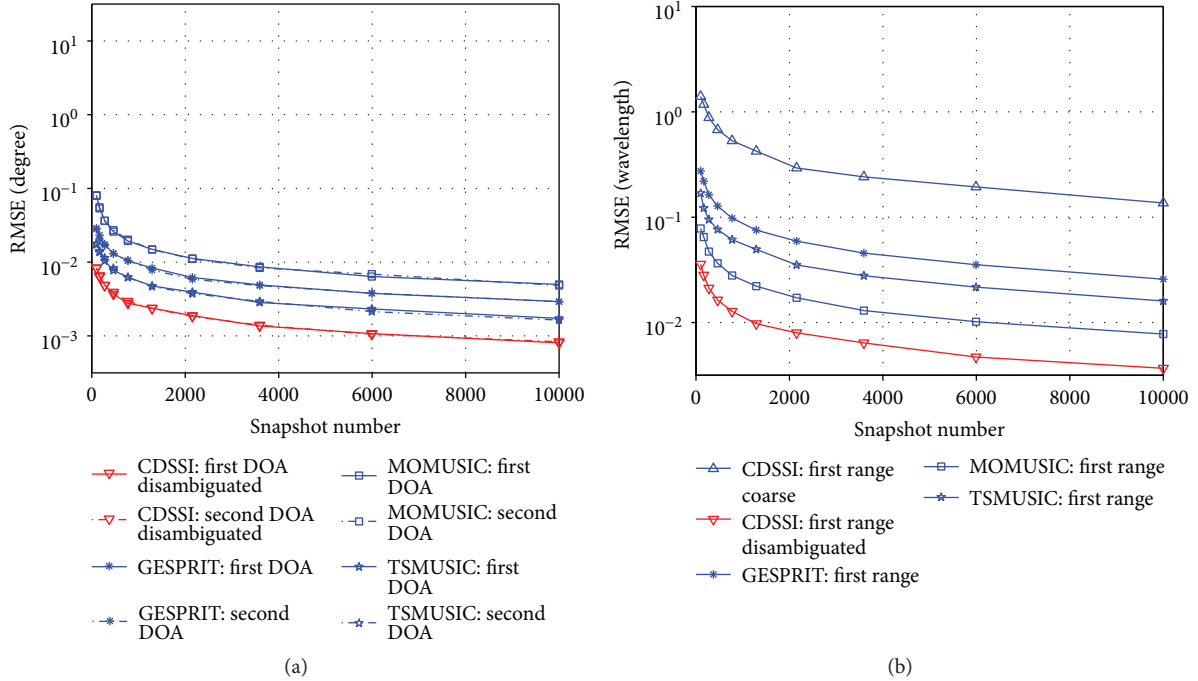 10^1
10^0
10^-1
10^-2
10^-3
RMSE (degree)
0
2000
4000
6000
8000
10000
Snapshot number
CDSSI: first DOA
disambiguated
CDSSI: second DOA
disambiguated
GESPRIT: first DOA
GESPRIT: second
DOA
MOMUSIC: first
DOA
MOMUSIC: second
DOA
TSMUSIC: first
DOA
TSMUSIC: second
DOA
(a)
10^1
10^0
10^-1
10^-2
RMSE (wavelength)
0
2000
4000
6000
8000
10000
Snapshot number
CDSSI: first range
coarse
CDSSI: first range
disambiguated
GESPRIT: first range
MOMUSIC: first range
TSMUSIC: first range
(b)